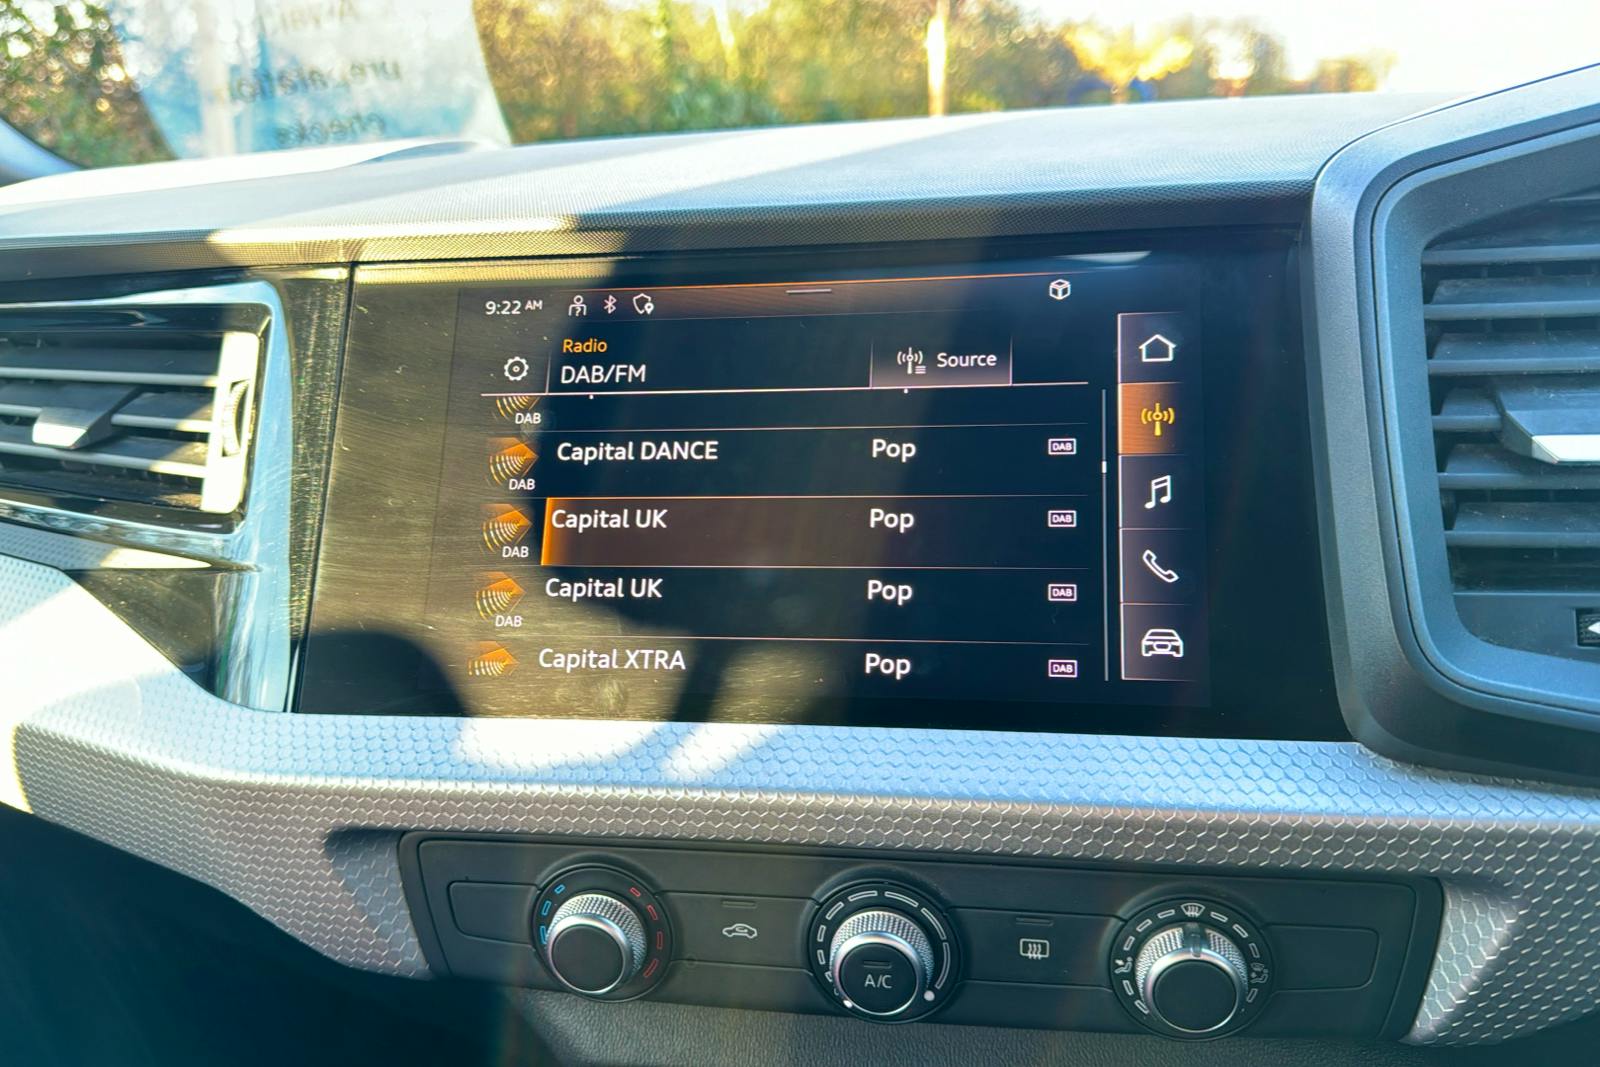 9:22 AM
Radio
DAB/FM
Source
DAB
Capital DANCE Pop DAB
DAB
Capital UK Pop DAB
DAB
Capital UK Pop DAB
DAB
Capital XTRA Pop DAB
A/C